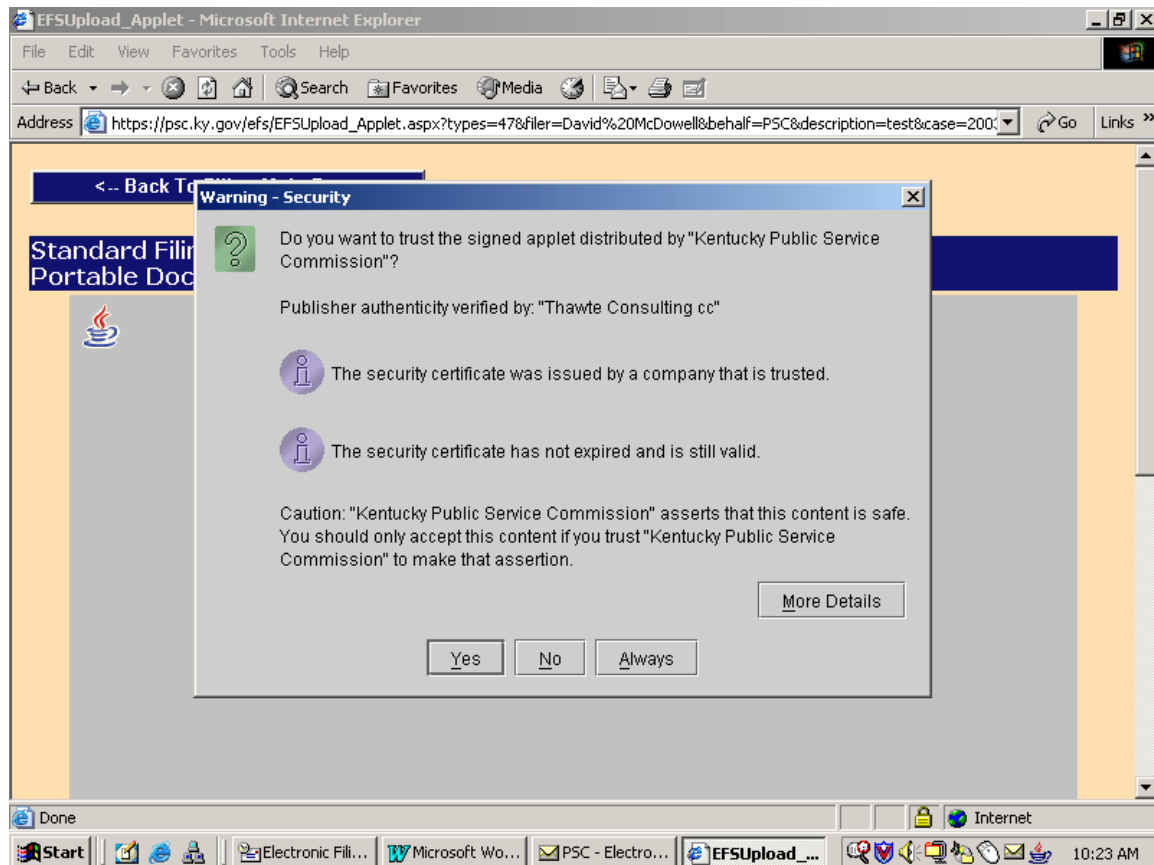 EFSUpload_Applet - Microsoft Internet Explorer
File Edit View Favorites Tools Help
Back Search Favorites Media
Address https://psc.ky.gov/efs/EFSUpload_Applet.aspx?types=47&filer=David%20McDowell&behalf=PSC&description=test&case=200 Go Links »
<-- Back To
Warning - Security
Do you want to trust the signed applet distributed by "Kentucky Public Service
Commission"?
Standard Filin
Portable Doc
Publisher authenticity verified by: "Thawte Consulting cc"
The security certificate was issued by a company that is trusted.
The security certificate has not expired and is still valid.
Caution: "Kentucky Public Service Commission" asserts that this content is safe.
You should only accept this content if you trust "Kentucky Public Service
Commission" to make that assertion.
More Details
Yes No Always
Done Internet
Start Electronic Fili... Microsoft Wo... PSC - Electro... EFSUpload_... 10:23 AM